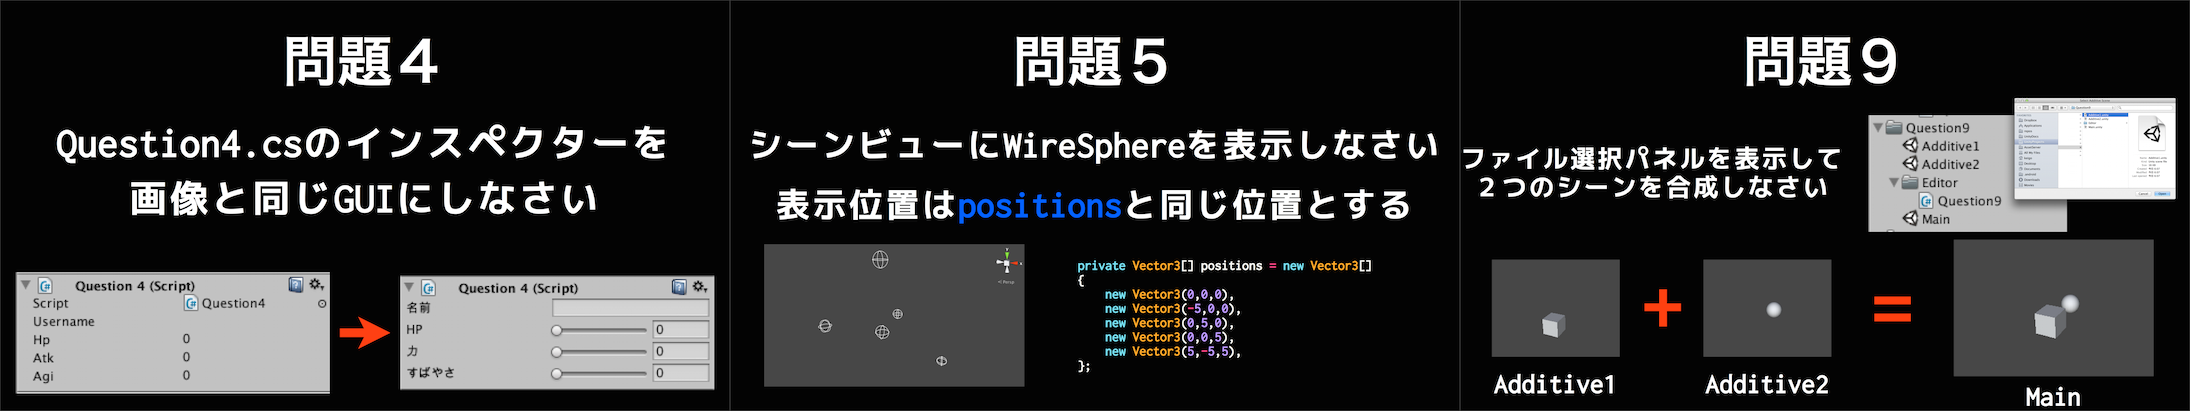 問題４
Question4.csのインスペクターを
画像と同じGUIにしなさい
Question 4 (Script)
Script
Question4
Username
Hp 0
Atk 0
Agi 0
Question 4 (Script)
名前
HP 0
力 0
すばやさ 0
問題５
シーンビューにWireSphereを表示しなさい
表示位置はpositionsと同じ位置とする
Persp
private Vector3[] positions = new Vector3[]
{
new Vector3(0,0,0),
new Vector3(-5,0,0),
new Vector3(0,5,0),
new Vector3(0,0,5),
new Vector3(5,-5,5),
};
問題９
ファイル選択パネルを表示して
２つのシーンを合成しなさい
Question9
Additive1
Additive2
Editor
Question9
Main
+
=
Additive1
Additive2
Main